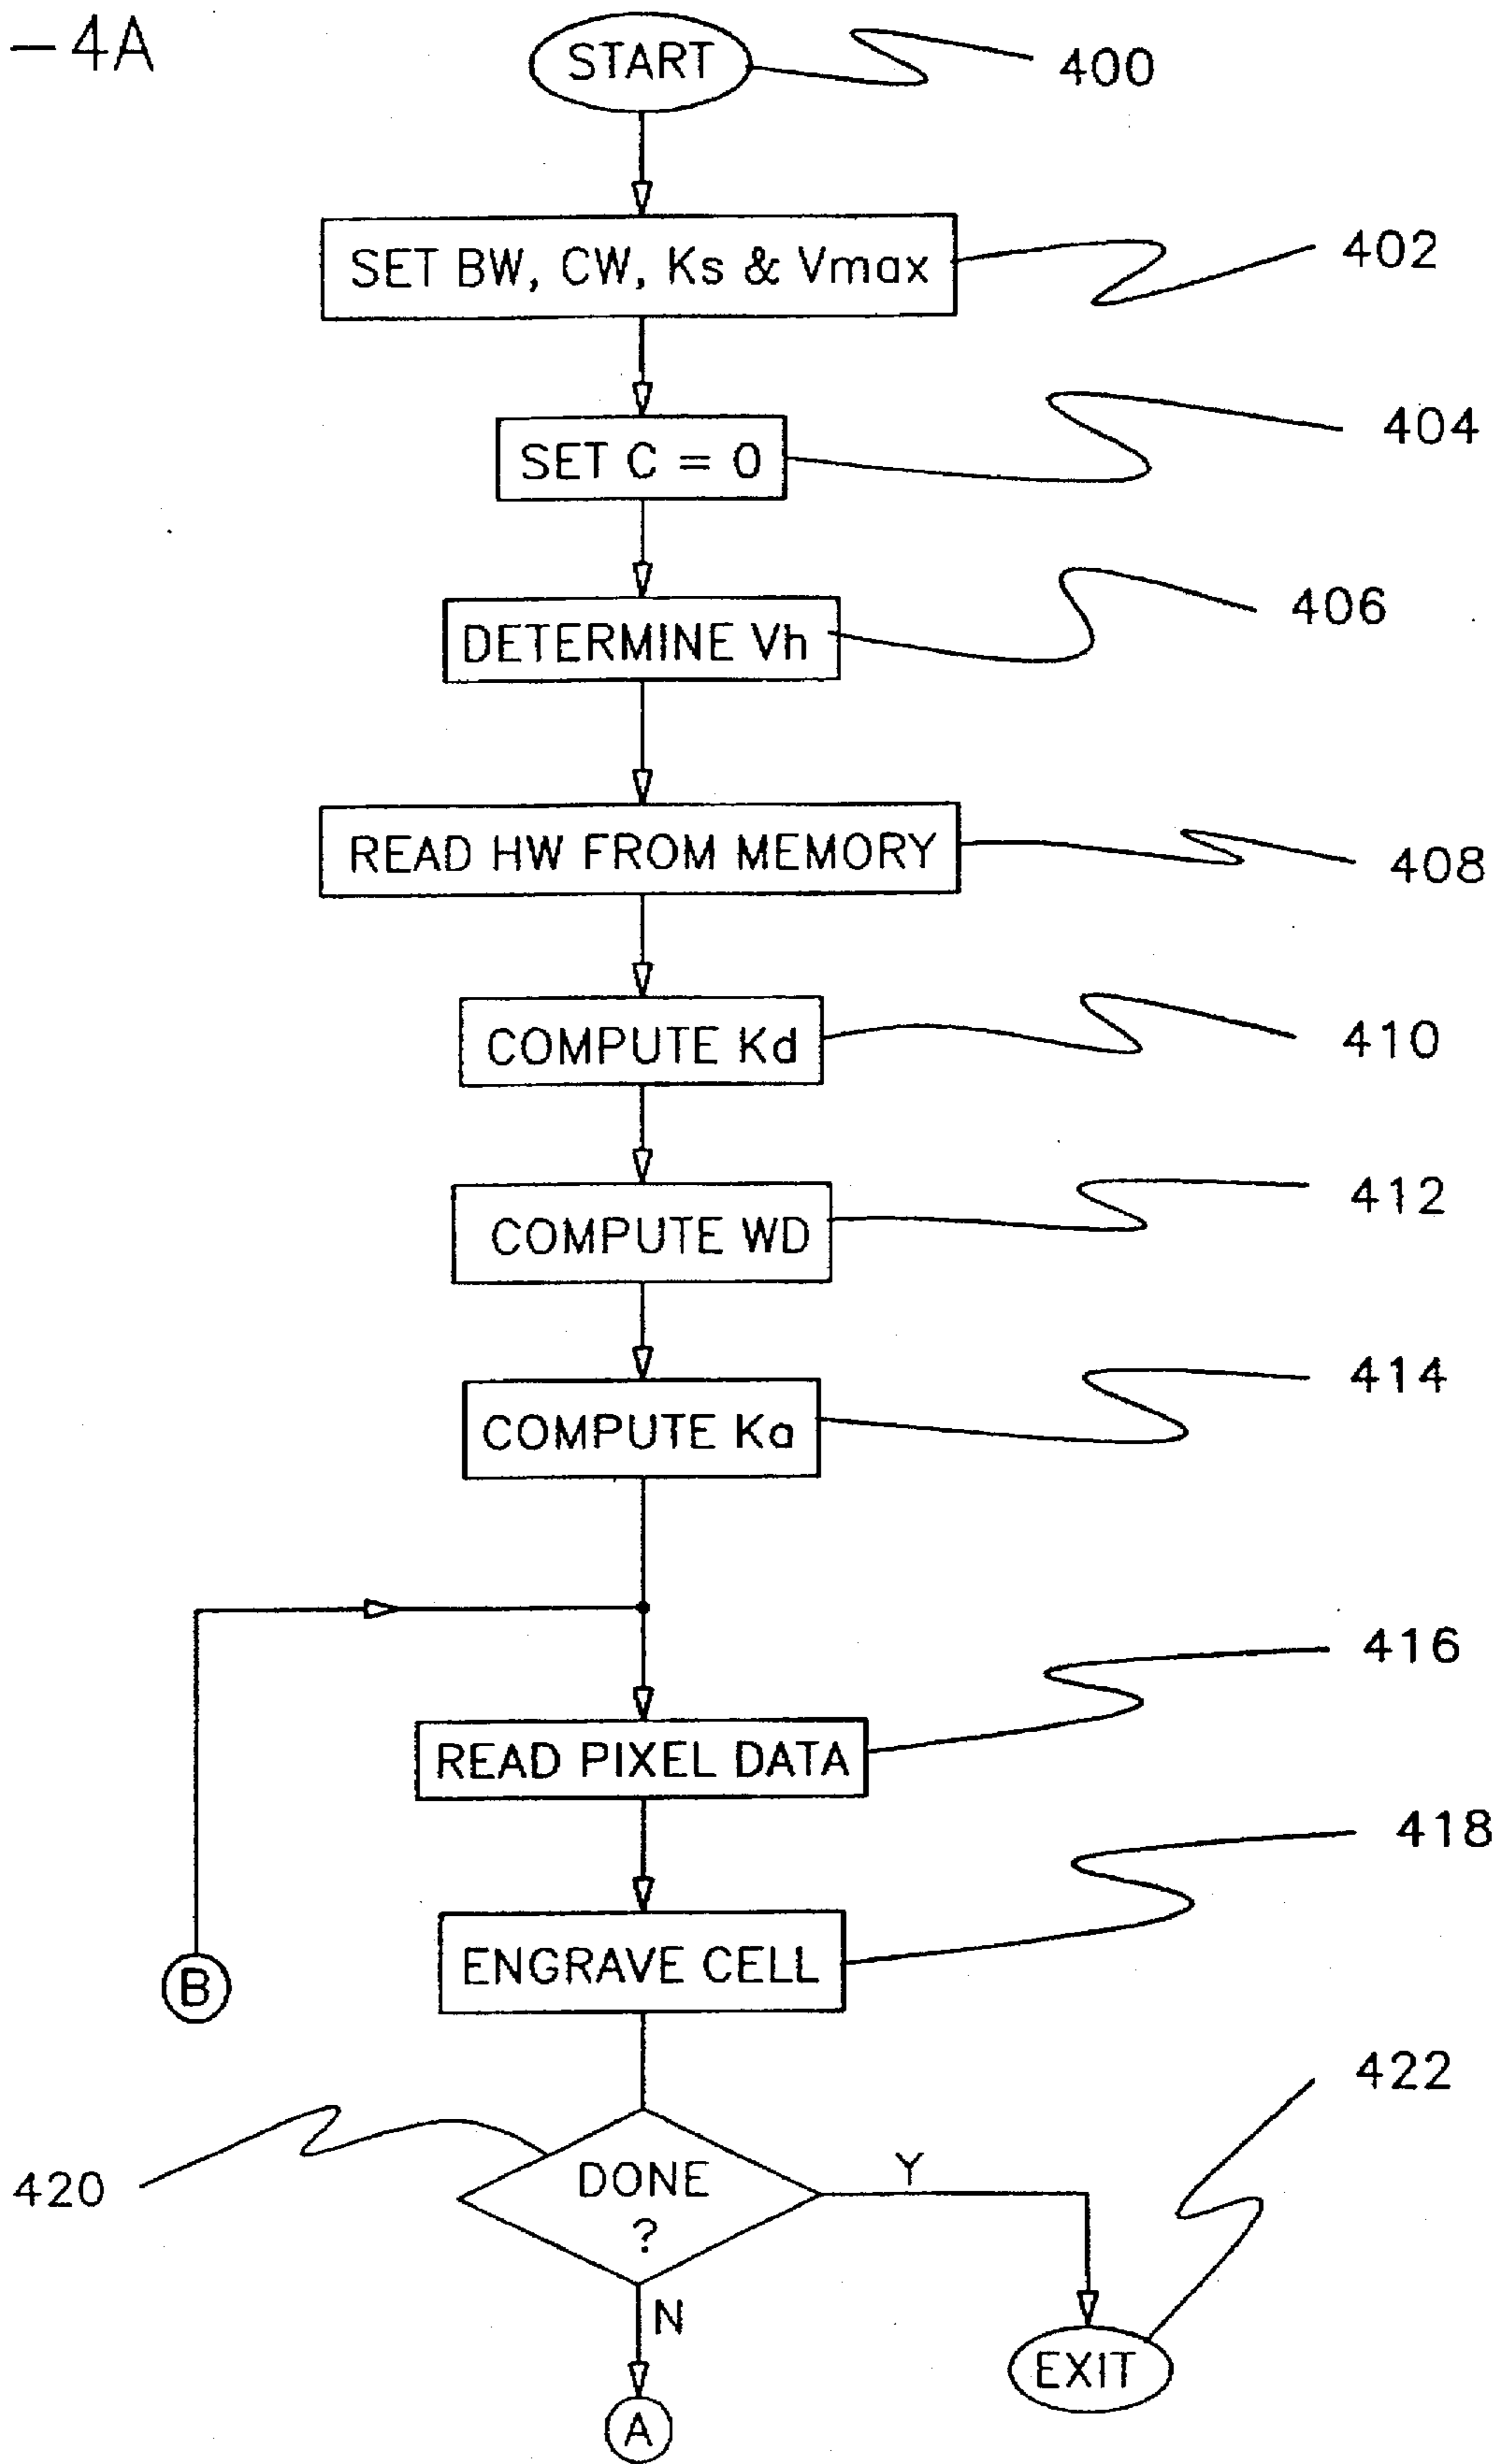 -4A
START
400
SET BW, CW, Ks & Vmax
402
SET C = 0
404
DETERMINE Vh
406
READ HW FROM MEMORY
408
COMPUTE Kd
410
COMPUTE WD
412
COMPUTE Ka
414
READ PIXEL DATA
416
ENGRAVE CELL
418
B
420
DONE
?
Y
422
N
EXIT
A